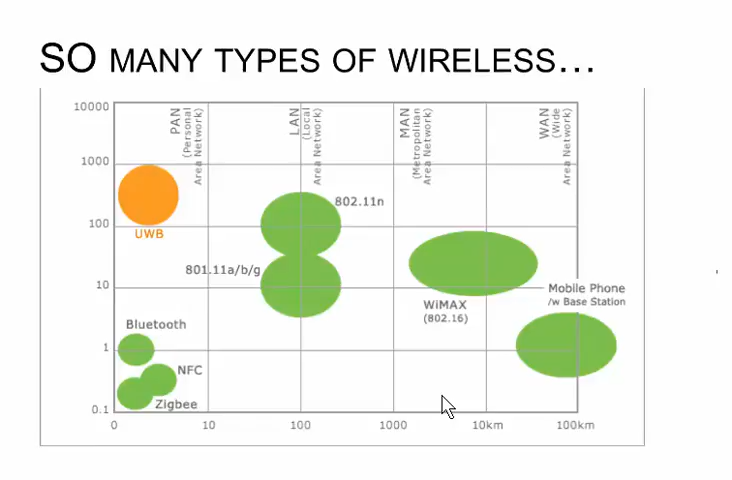 SO MANY TYPES OF WIRELESS...
10000
1000
100
10
1
0.1
PAN
(Personal
Area Network)
LAN
(Local
Area Network)
MAN
(Metropolitan
Area Network)
WAN
(Wide
Area Network)
UWB
802.11n
801.11a/b/g
WiMAX
(802.16)
Mobile Phone
/w Base Station
Bluetooth
NFC
Zigbee
0
10
100
1000
10km
100km